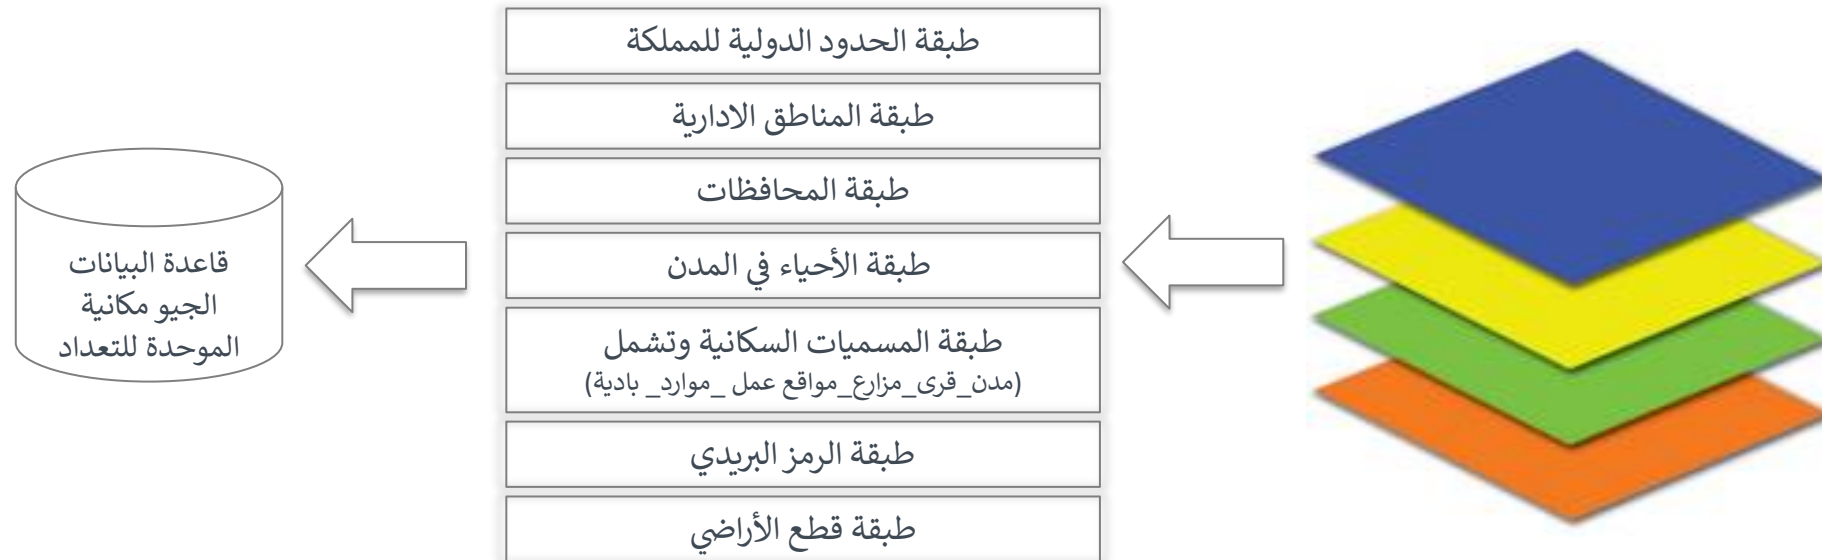 طبقة الحدود الدولية للمملكة
طبقة المناطق الادارية
طبقة المحافظات
طبقة الأحياء في المدن
طبقة المسميات السكانية وتشمل
(مدن_قرى_مزارع_مواقع عمل _موارد_ بادية)
طبقة الرمز البريدي
طبقة قطع الأراضي
قاعدة البيانات
الجيو مكانية
الموحدة للتعداد